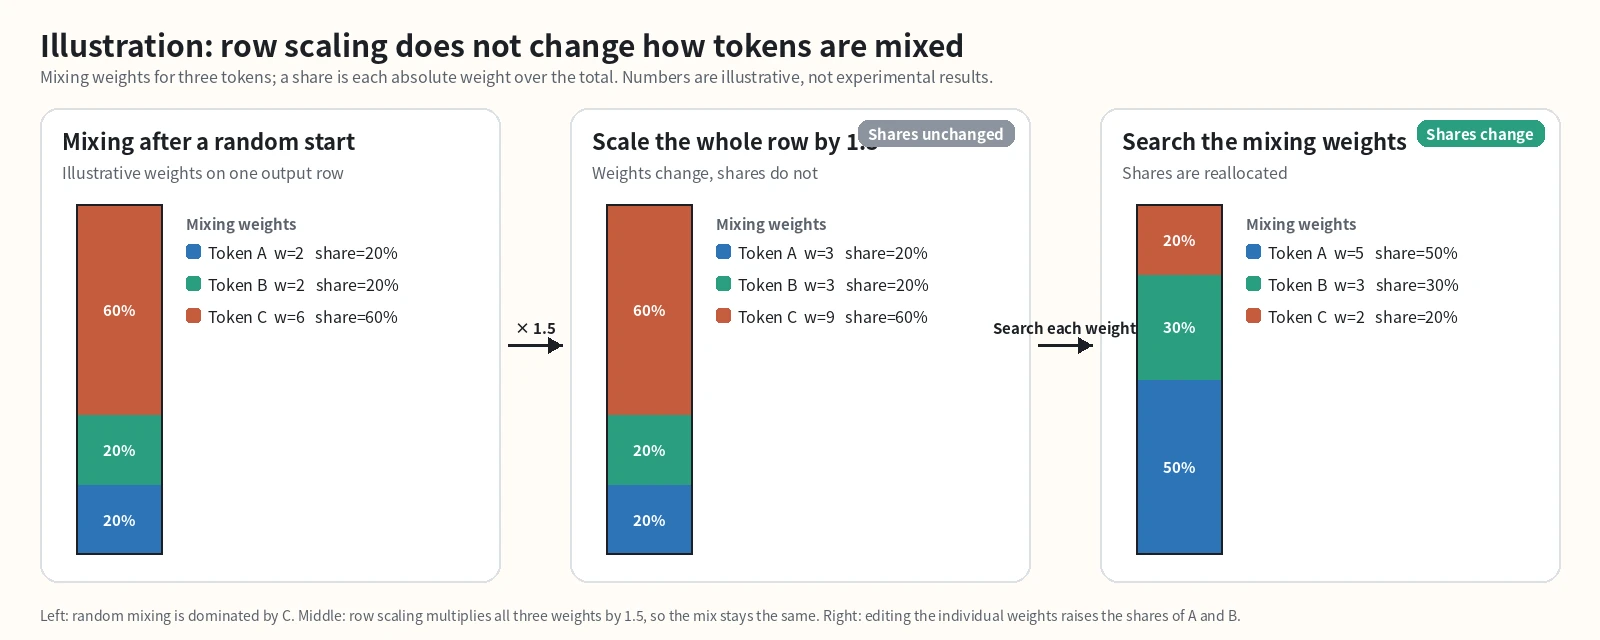 Illustration: row scaling does not change how tokens are mixed
Mixing weights for three tokens; a share is each absolute weight over the total. Numbers are illustrative, not experimental results.
Mixing after a random start
Illustrative weights on one output row
60%
20%
20%
Mixing weights
Token A w=2 share=20%
Token B w=2 share=20%
Token C w=6 share=60%
× 1.5
Scale the whole row by 1.5
Shares unchanged
Weights change, shares do not
60%
20%
20%
Mixing weights
Token A w=3 share=20%
Token B w=3 share=20%
Token C w=9 share=60%
Search each weight
Search the mixing weights
Shares change
Shares are reallocated
20%
30%
50%
Mixing weights
Token A w=5 share=50%
Token B w=3 share=30%
Token C w=2 share=20%
Left: random mixing is dominated by C. Middle: row scaling multiplies all three weights by 1.5, so the mix stays the same. Right: editing the individual weights raises the shares of A and B.